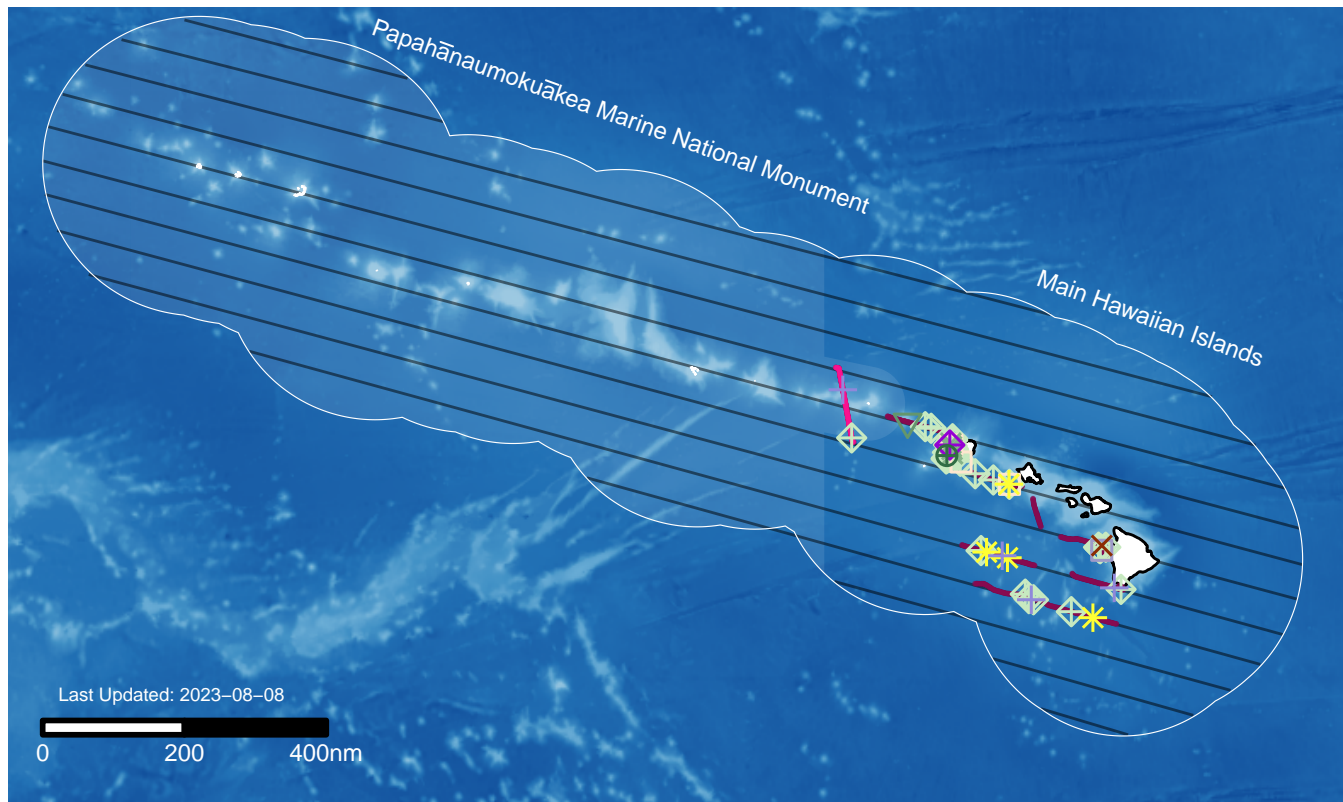 Papahānaumokuākea Marine National Monument
Main Hawaiian Islands
Last Updated: 2023−08−08
0 200 400nm